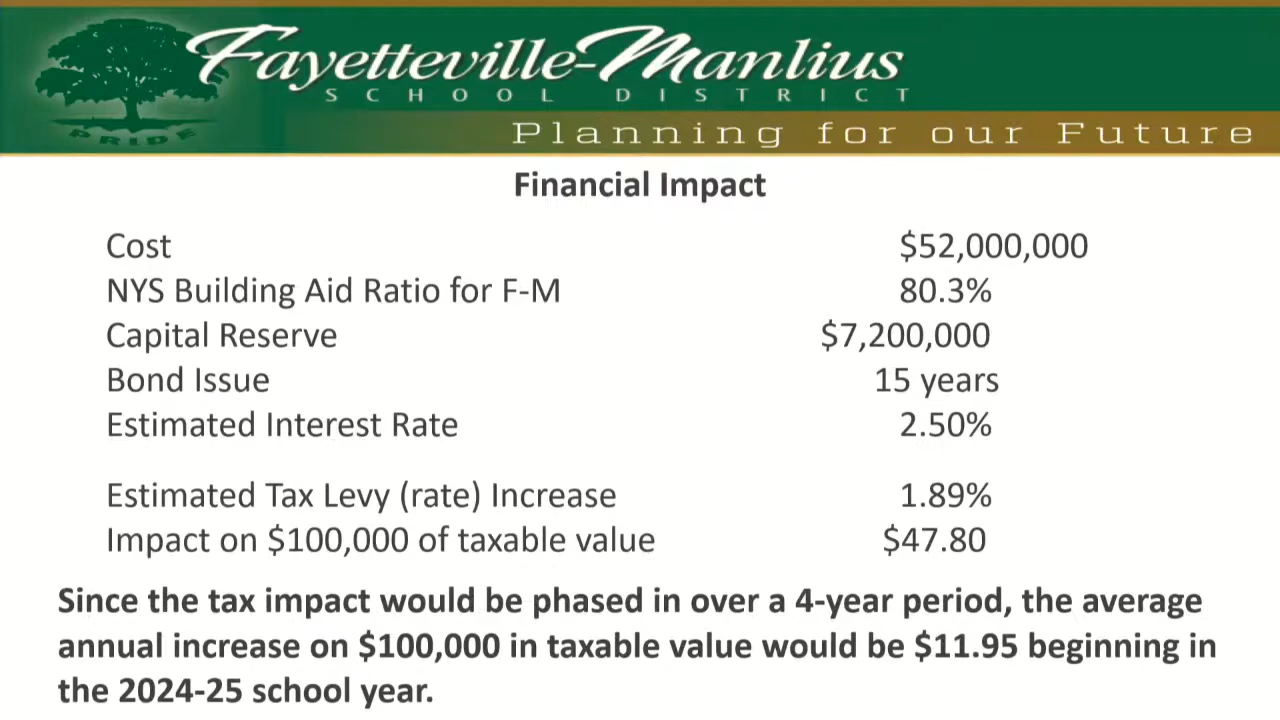 Fayetteville-Manlius
SCHOOL DISTRICT
PRIDE
Planning for our Future
Financial Impact
Cost $52,000,000
NYS Building Aid Ratio for F-M 80.3%
Capital Reserve $7,200,000
Bond Issue 15 years
Estimated Interest Rate 2.50%
Estimated Tax Levy (rate) Increase 1.89%
Impact on $100,000 of taxable value $47.80
Since the tax impact would be phased in over a 4-year period, the average
annual increase on $100,000 in taxable value would be $11.95 beginning in
the 2024-25 school year.